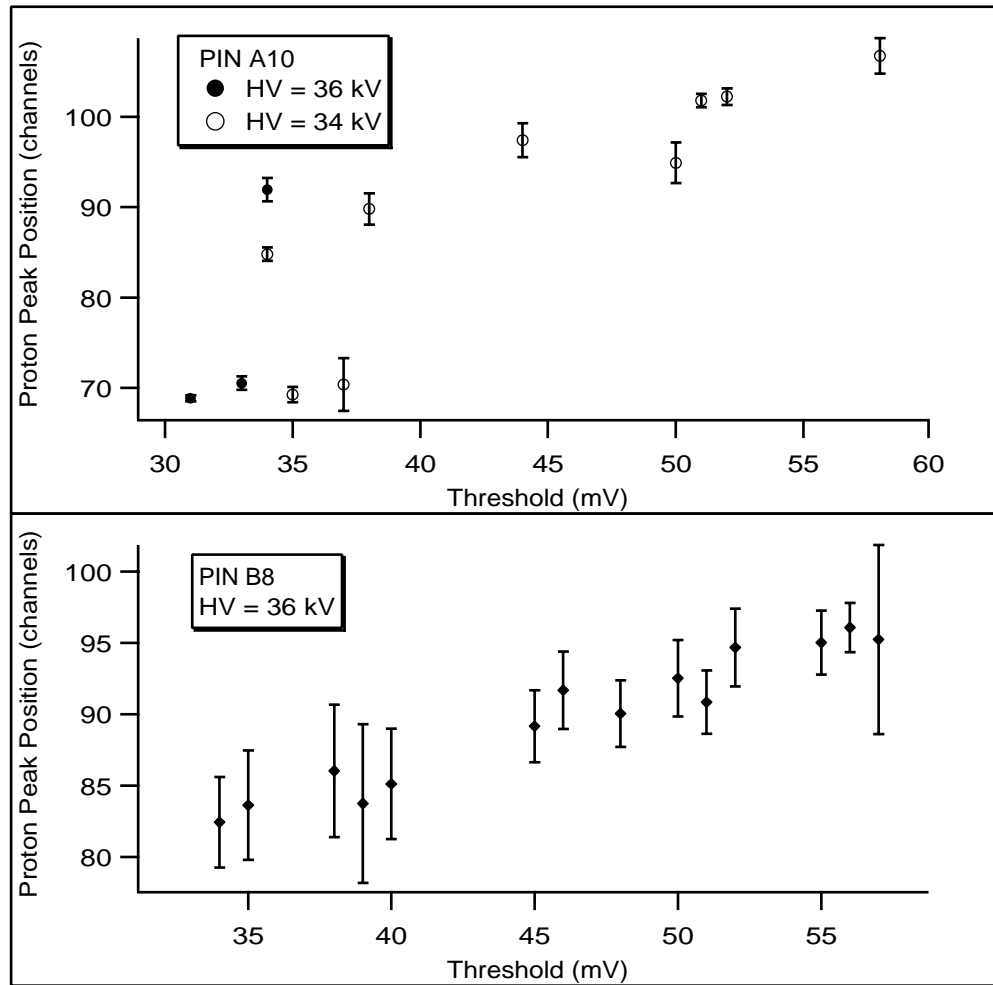 Proton Peak Position (channels)
PIN A10
HV = 36 kV
HV = 34 kV
100
90
80
70
30 35 40 45 50 55 60
Threshold (mV)
Proton Peak Position (channels)
PIN B8
HV = 36 kV
100
95
90
85
80
35 40 45 50 55
Threshold (mV)